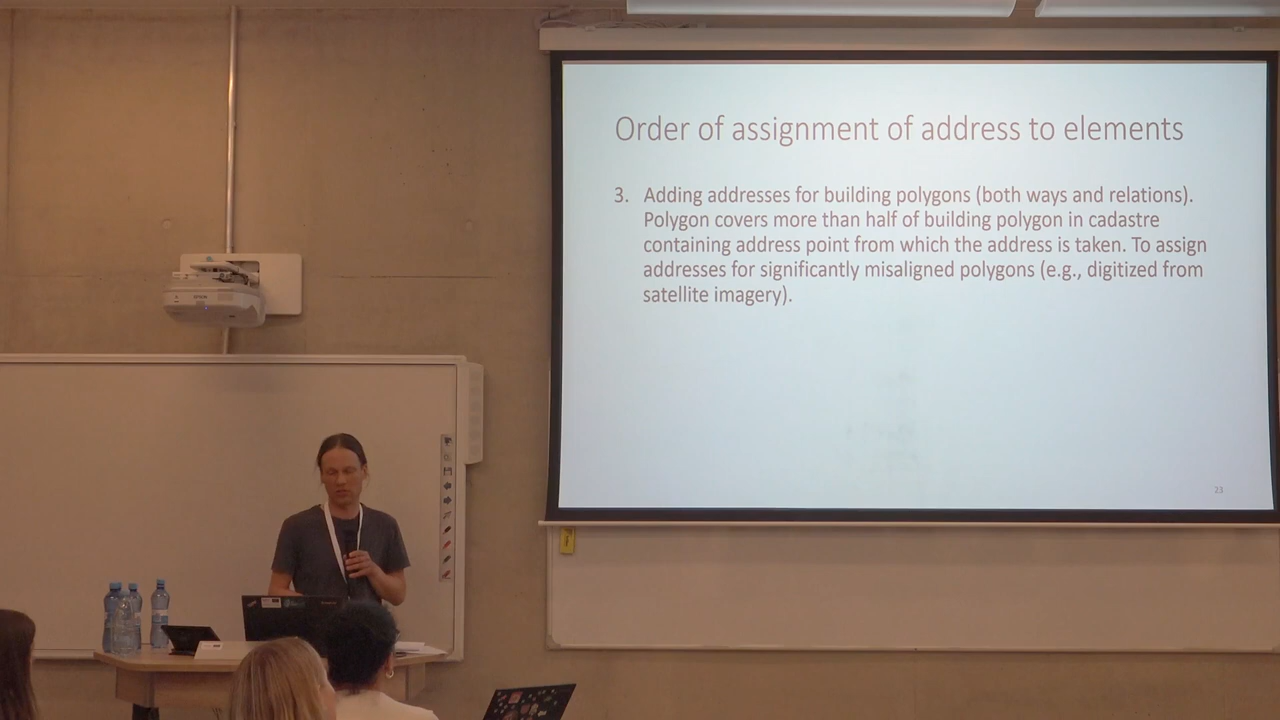 Order of assignment of address to elements
3. Adding addresses for building polygons (both ways and relations).
Polygon covers more than half of building polygon in cadastre
containing address point from which the address is taken. To assign
addresses for significantly misaligned polygons (e.g., digitized from
satellite imagery).
23
EPSON